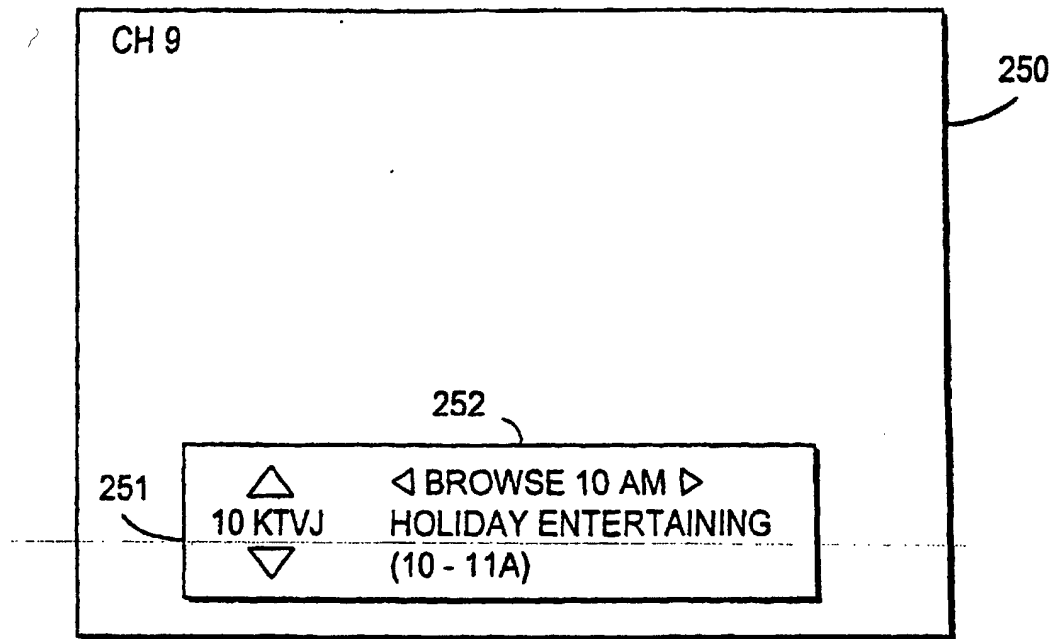 CH 9
250
252
251
◁ BROWSE 10 AM ▷
10 KTVJ HOLIDAY ENTERTAINING
(10 - 11A)